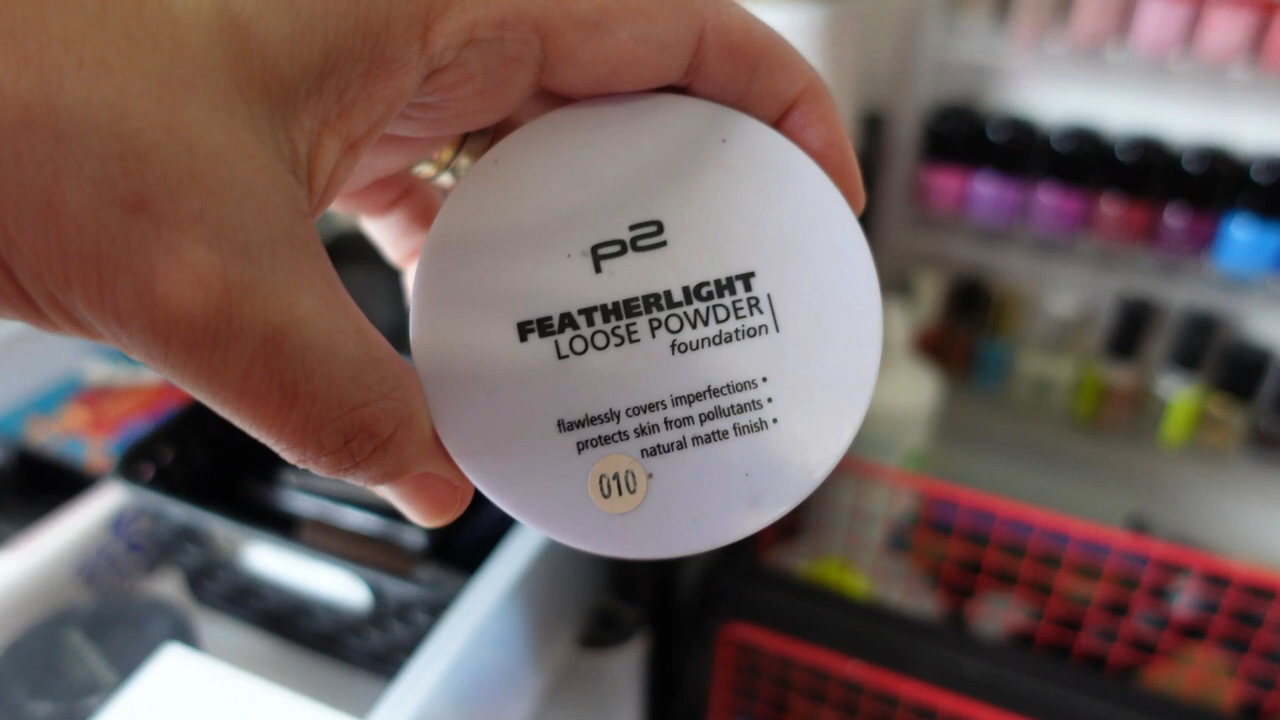 p2
FEATHERLIGHT
LOOSE POWDER
foundation
flawlessly covers imperfections •
protects skin from pollutants •
natural matte finish •
010